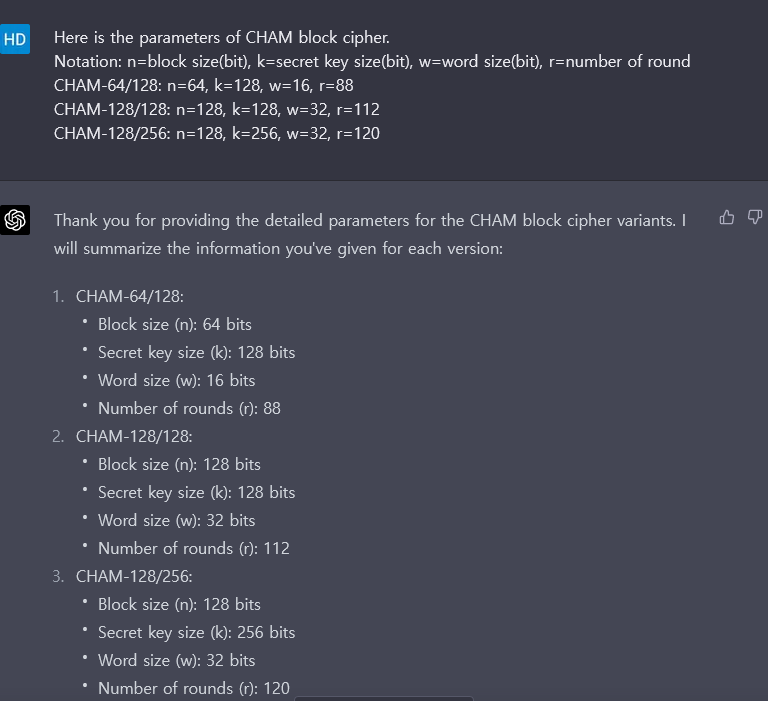 HD
Here is the parameters of CHAM block cipher.
Notation: n=block size(bit), k=secret key size(bit), w=word size(bit), r=number of round
CHAM-64/128: n=64, k=128, w=16, r=88
CHAM-128/128: n=128, k=128, w=32, r=112
CHAM-128/256: n=128, k=256, w=32, r=120
Thank you for providing the detailed parameters for the CHAM block cipher variants. I
will summarize the information you've given for each version:
1. CHAM-64/128:
• Block size (n): 64 bits
• Secret key size (k): 128 bits
• Word size (w): 16 bits
• Number of rounds (r): 88
2. CHAM-128/128:
• Block size (n): 128 bits
• Secret key size (k): 128 bits
• Word size (w): 32 bits
• Number of rounds (r): 112
3. CHAM-128/256:
• Block size (n): 128 bits
• Secret key size (k): 256 bits
• Word size (w): 32 bits
• Number of rounds (r): 120